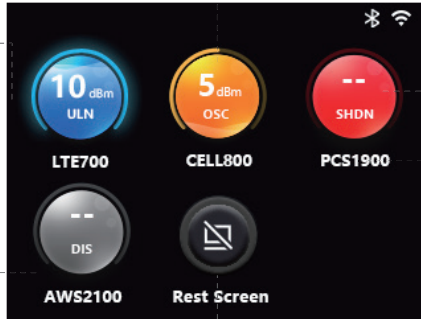 10 dBm 5 dBm --
ULN OSC SHDN
LTE700 CELL800 PCS1900
--
DIS
AWS2100 Rest Screen